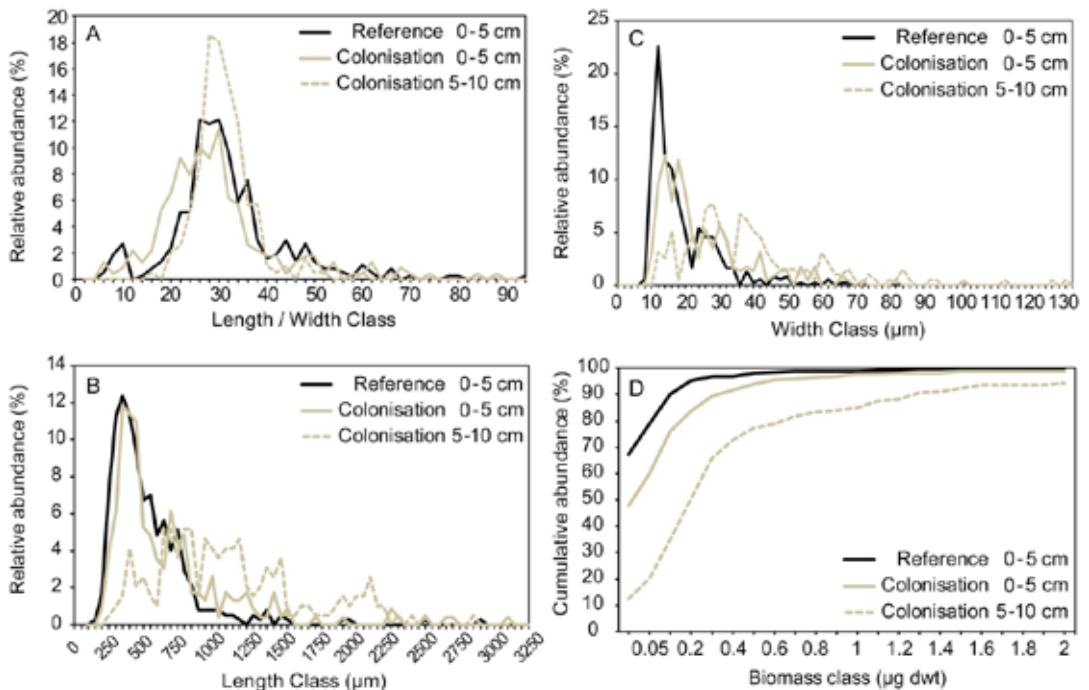 A
Reference 0-5 cm
Colonisation 0-5 cm
Colonisation 5-10 cm
Relative abundance (%)
20
18
16
14
12
10
8
6
4
2
0
0 10 20 30 40 50 60 70 80 90
Length / Width Class
C
Reference 0-5 cm
Colonisation 0-5 cm
Colonisation 5-10 cm
Relative abundance (%)
25
20
15
10
5
0
0 10 20 30 40 50 60 70 80 90 100 110 120 130
Width Class (µm)
B
Reference 0-5 cm
Colonisation 0-5 cm
Colonisation 5-10 cm
Relative abundance (%)
14
12
10
8
6
4
2
0
0 250 500 750 1000 1250 1500 1750 2000 2250 2500 2750 3000 3250
Length Class (µm)
D
Reference 0-5 cm
Colonisation 0-5 cm
Colonisation 5-10 cm
Cumulative abundance (%)
100
90
80
70
60
50
40
30
20
10
0
0.05 0.2 0.4 0.6 0.8 1 1.2 1.4 1.6 1.8 2
Biomass class (µg dwt)